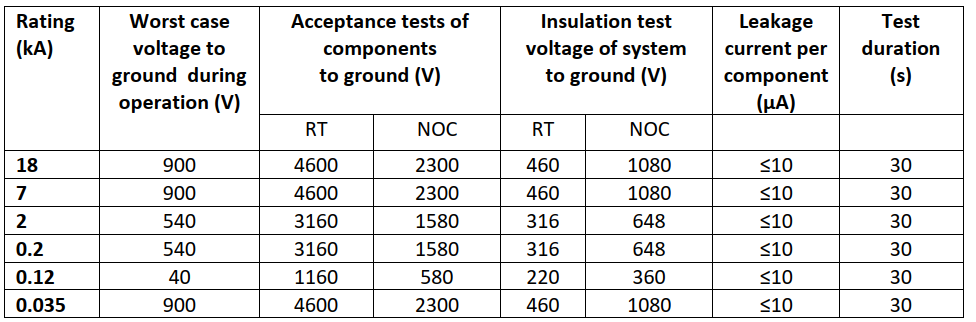 Rating (kA) | Worst case voltage to ground during operation (V) | Acceptance tests of components to ground (V) | Insulation test voltage of system to ground (V) | Leakage current per component (µA) | Test duration (s)
RT | NOC | RT | NOC
18 | 900 | 4600 | 2300 | 460 | 1080 | ≤10 | 30
7 | 900 | 4600 | 2300 | 460 | 1080 | ≤10 | 30
2 | 540 | 3160 | 1580 | 316 | 648 | ≤10 | 30
0.2 | 540 | 3160 | 1580 | 316 | 648 | ≤10 | 30
0.12 | 40 | 1160 | 580 | 220 | 360 | ≤10 | 30
0.035 | 900 | 4600 | 2300 | 460 | 1080 | ≤10 | 30